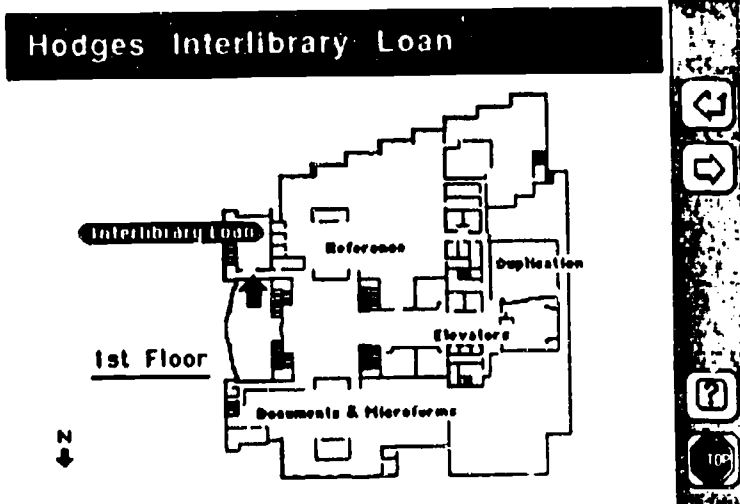 Hodges Interlibrary Loan
Interlibrary Loan
Reference
Duplication
Elevators
1st Floor
Documents & Microforms
N
?
TOP